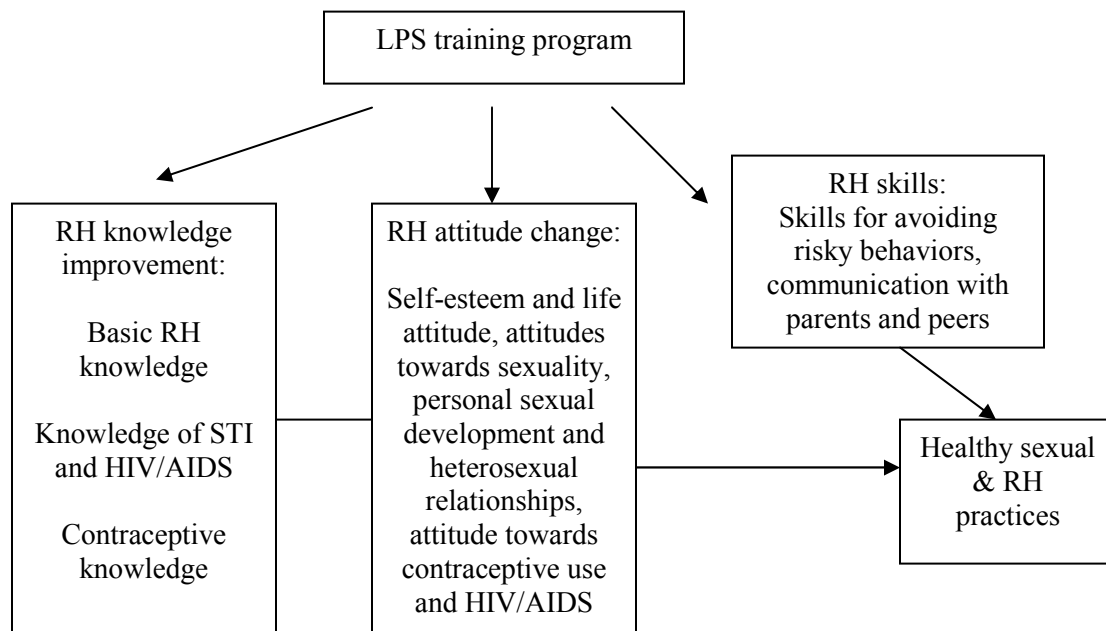 LPS training program
RH knowledge
improvement:
Basic RH
knowledge
Knowledge of STI
and HIV/AIDS
Contraceptive
knowledge
RH attitude change:
Self-esteem and life
attitude, attitudes
towards sexuality,
personal sexual
development and
heterosexual
relationships,
attitude towards
contraceptive use
and HIV/AIDS
RH skills:
Skills for avoiding
risky behaviors,
communication with
parents and peers
Healthy sexual
& RH
practices